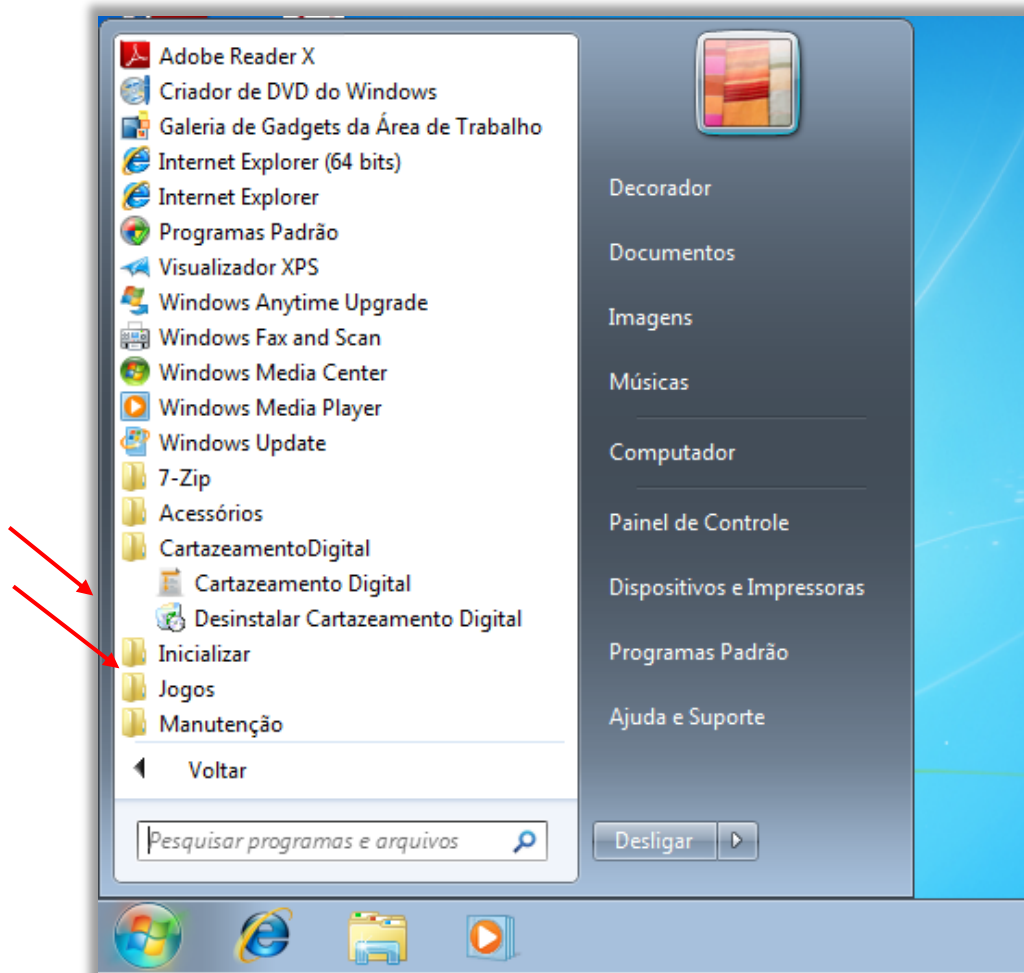 Adobe Reader X
Criador de DVD do Windows
Galeria de Gadgets da Área de Trabalho
Internet Explorer (64 bits)
Internet Explorer
Programas Padrão
Visualizador XPS
Windows Anytime Upgrade
Windows Fax and Scan
Windows Media Center
Windows Media Player
Windows Update
7-Zip
Acessórios
CartazeamentoDigital
Cartazeamento Digital
Desinstalar Cartazeamento Digital
Inicializar
Jogos
Manutenção
Voltar
Pesquisar programas e arquivos
Decorador
Documentos
Imagens
Músicas
Computador
Painel de Controle
Dispositivos e Impressoras
Programas Padrão
Ajuda e Suporte
Desligar